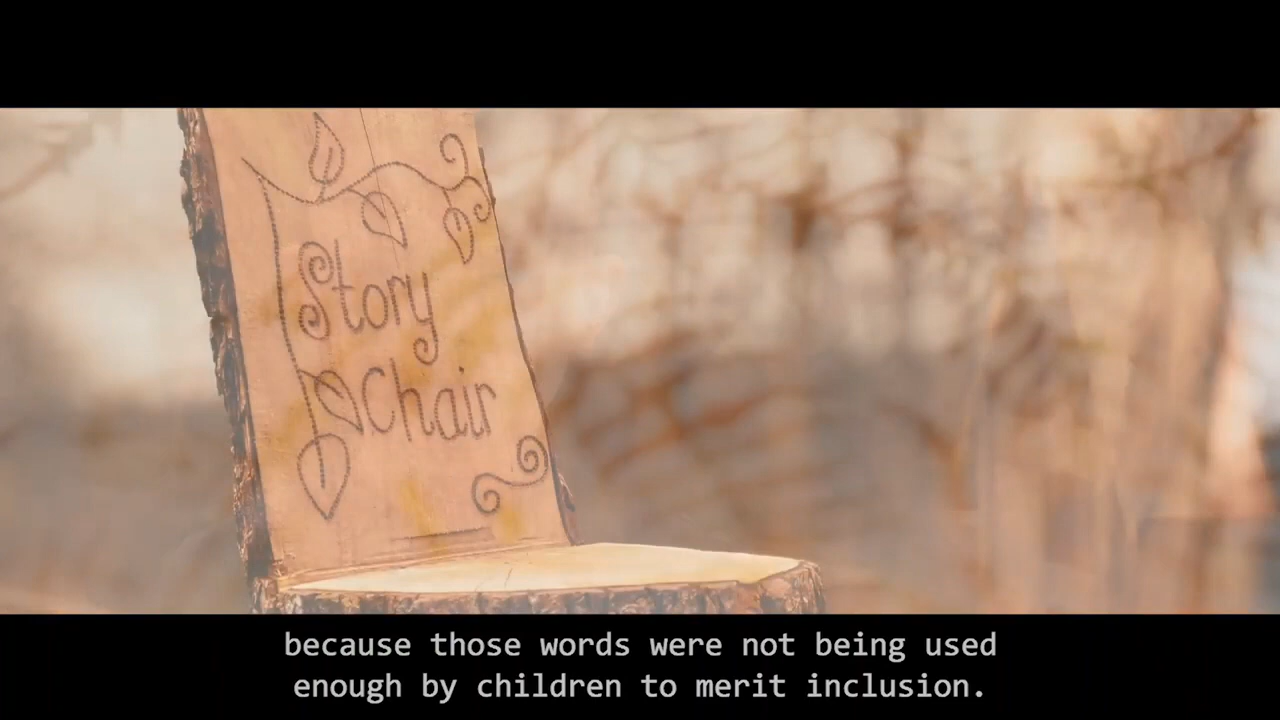 Story
Chair
because those words were not being used
enough by children to merit inclusion.